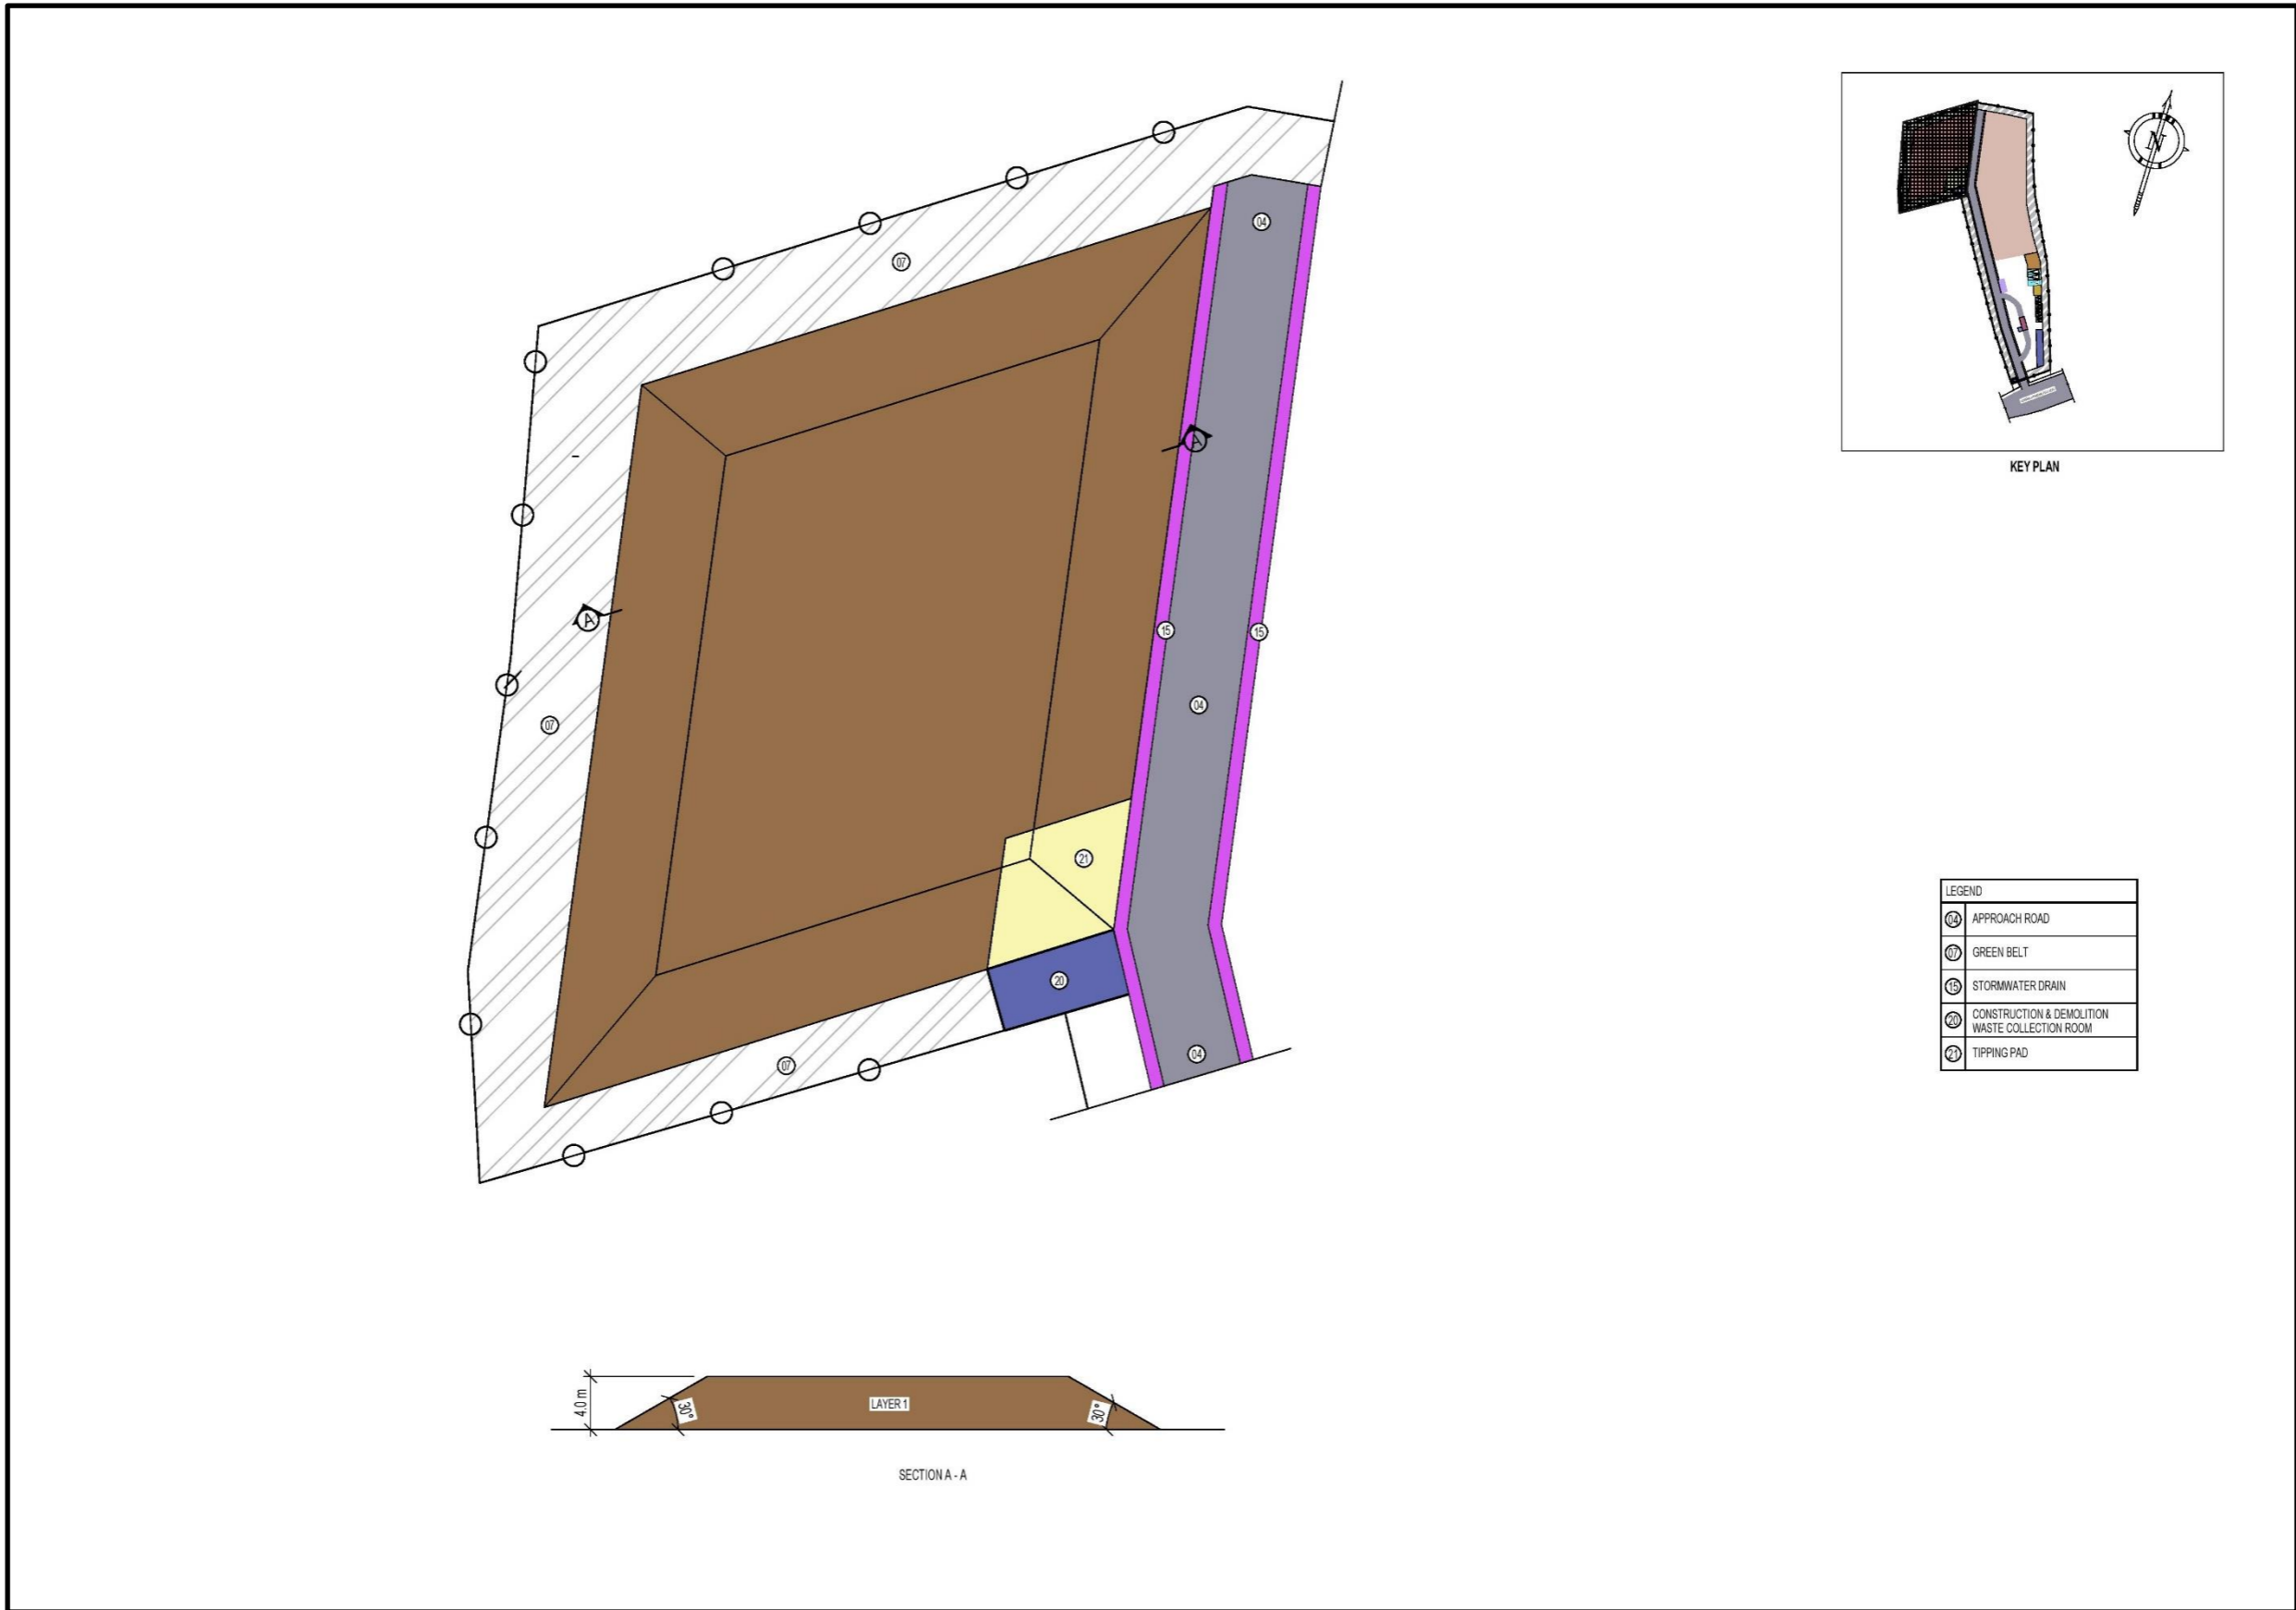 04
07
A
A
15
15
07
04
21
20
07
04
N
KEY PLAN
LEGEND
04 APPROACH ROAD
07 GREEN BELT
15 STORMWATER DRAIN
20 CONSTRUCTION & DEMOLITION
WASTE COLLECTION ROOM
21 TIPPING PAD
4.0 m
30°
LAYER 1
30°
SECTION A - A